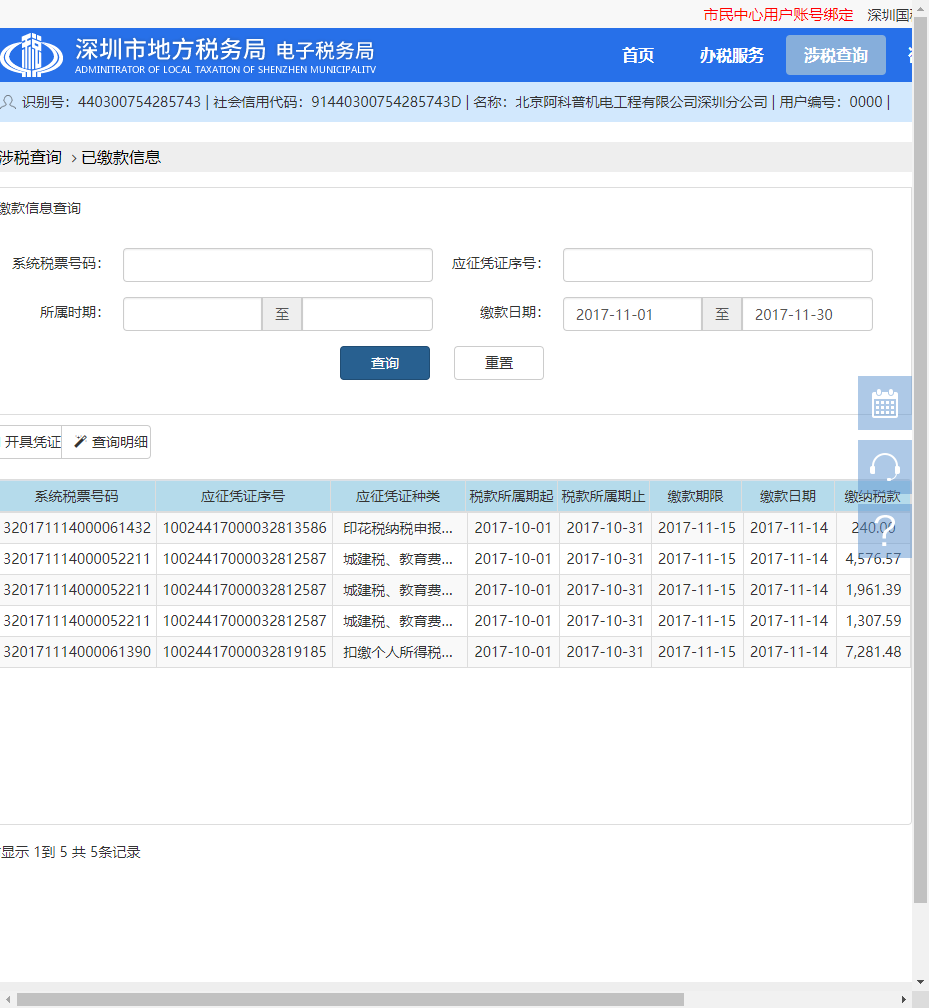 市民中心用户账号绑定 深圳国
深圳市地方税务局 电子税务局
ADMINITRATOR OF LOCAL TAXATION OF SHENZHEN MUNICIPALITV
首页 办税服务 涉税查询
识别号：440300754285743 | 社会信用代码：91440300754285743D | 名称：北京阿科普机电工程有限公司深圳分公司 | 用户编号：0000 |
涉税查询 > 已缴款信息
缴款信息查询
系统税票号码： 应征凭证序号：
所属时期： 至 缴款日期： 2017-11-01 至 2017-11-30
查询 重置
开具凭证 查询明细
系统税票号码 应征凭证序号 应征凭证种类 税款所属期起 税款所属期止 缴款期限 缴款日期 缴纳税款
320171114000061432 10024417000032813586 印花税纳税申报... 2017-10-01 2017-10-31 2017-11-15 2017-11-14 240.00
320171114000052211 10024417000032812587 城建税、教育费... 2017-10-01 2017-10-31 2017-11-15 2017-11-14 4,576.57
320171114000052211 10024417000032812587 城建税、教育费... 2017-10-01 2017-10-31 2017-11-15 2017-11-14 1,961.39
320171114000052211 10024417000032812587 城建税、教育费... 2017-10-01 2017-10-31 2017-11-15 2017-11-14 1,307.59
320171114000061390 10024417000032819185 扣缴个人所得税... 2017-10-01 2017-10-31 2017-11-15 2017-11-14 7,281.48
显示 1到 5 共 5条记录